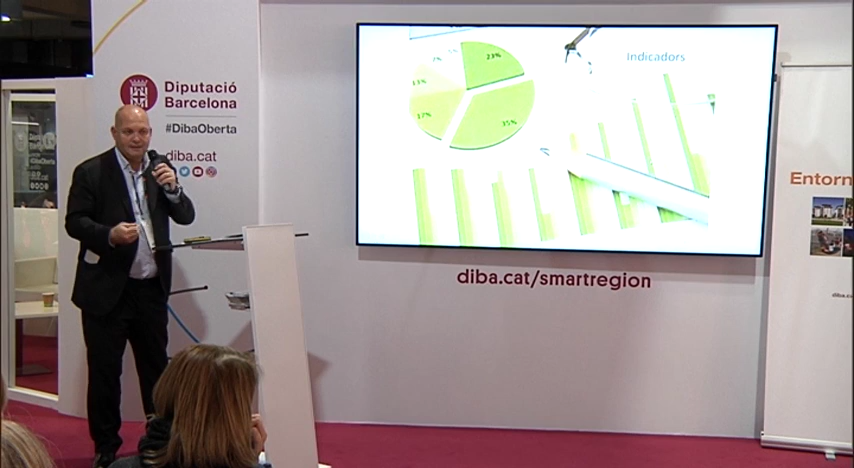 Diputació
Barcelona
#DibaOberta
diba.cat
23%
35%
17%
13%
Indicadors
diba.cat/smartregion
Entorn